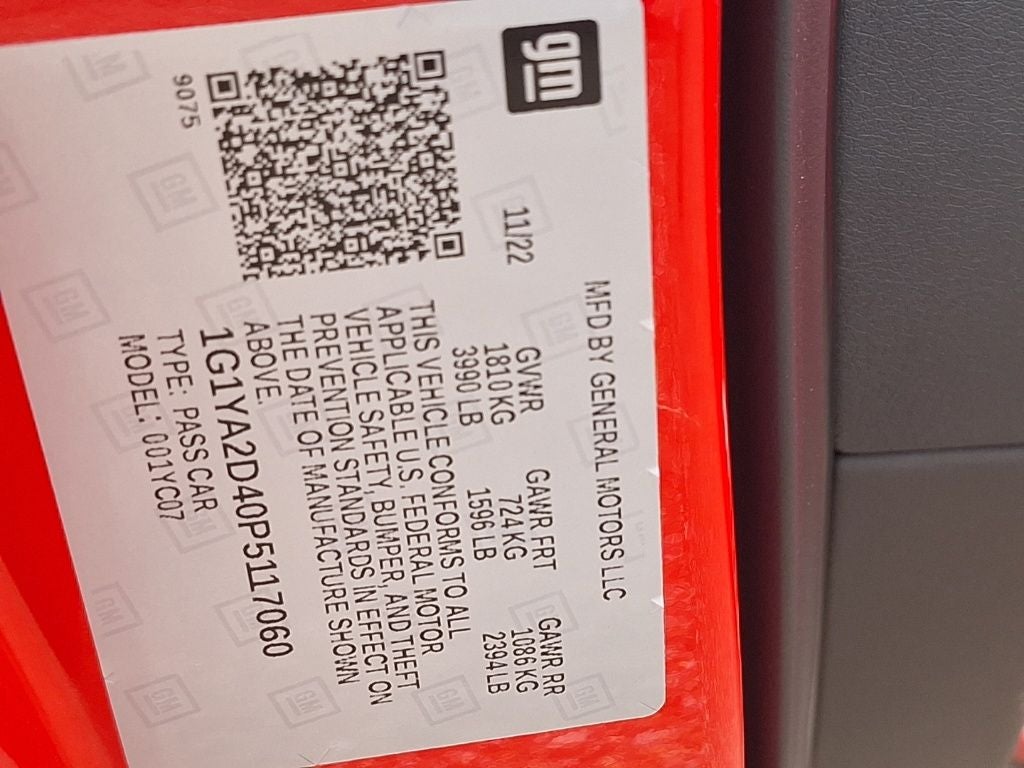 gm
MFD BY GENERAL MOTORS LLC
11/22
GVWR GAWR FRT GAWR RR
1810 KG 724 KG 1086 KG
3990 LB 1596 LB 2394 LB
THIS VEHICLE CONFORMS TO ALL
APPLICABLE U.S. FEDERAL MOTOR
VEHICLE SAFETY, BUMPER, AND THEFT
PREVENTION STANDARDS IN EFFECT ON
THE DATE OF MANUFACTURE SHOWN
ABOVE.
1G1YA2D40P5117060
TYPE: PASS CAR
MODEL: 001YC07
9075